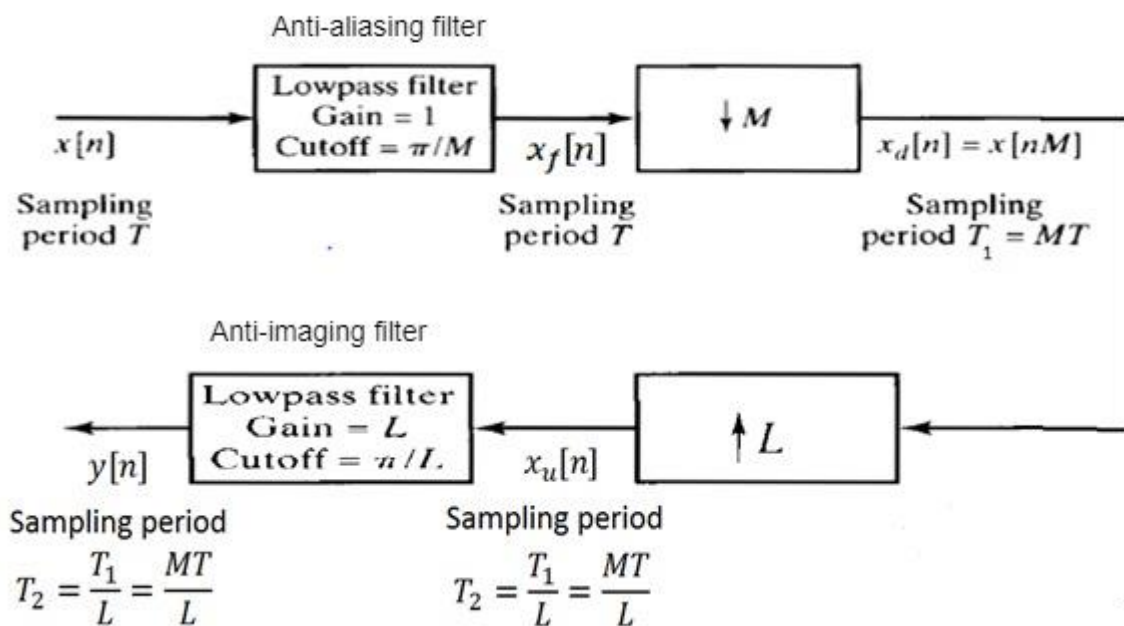 Anti-aliasing filter
Lowpass filter
Gain = 1
Cutoff = π/M
↓ M
x[n]
x_f[n]
x_d[n] = x[nM]
Sampling
period T
Sampling
period T
Sampling
period T_1 = MT
Anti-imaging filter
Lowpass filter
Gain = L
Cutoff = π/L
↑ L
y[n]
x_u[n]
Sampling period
T_2 = T_1/L = MT/L
Sampling period
T_2 = T_1/L = MT/L